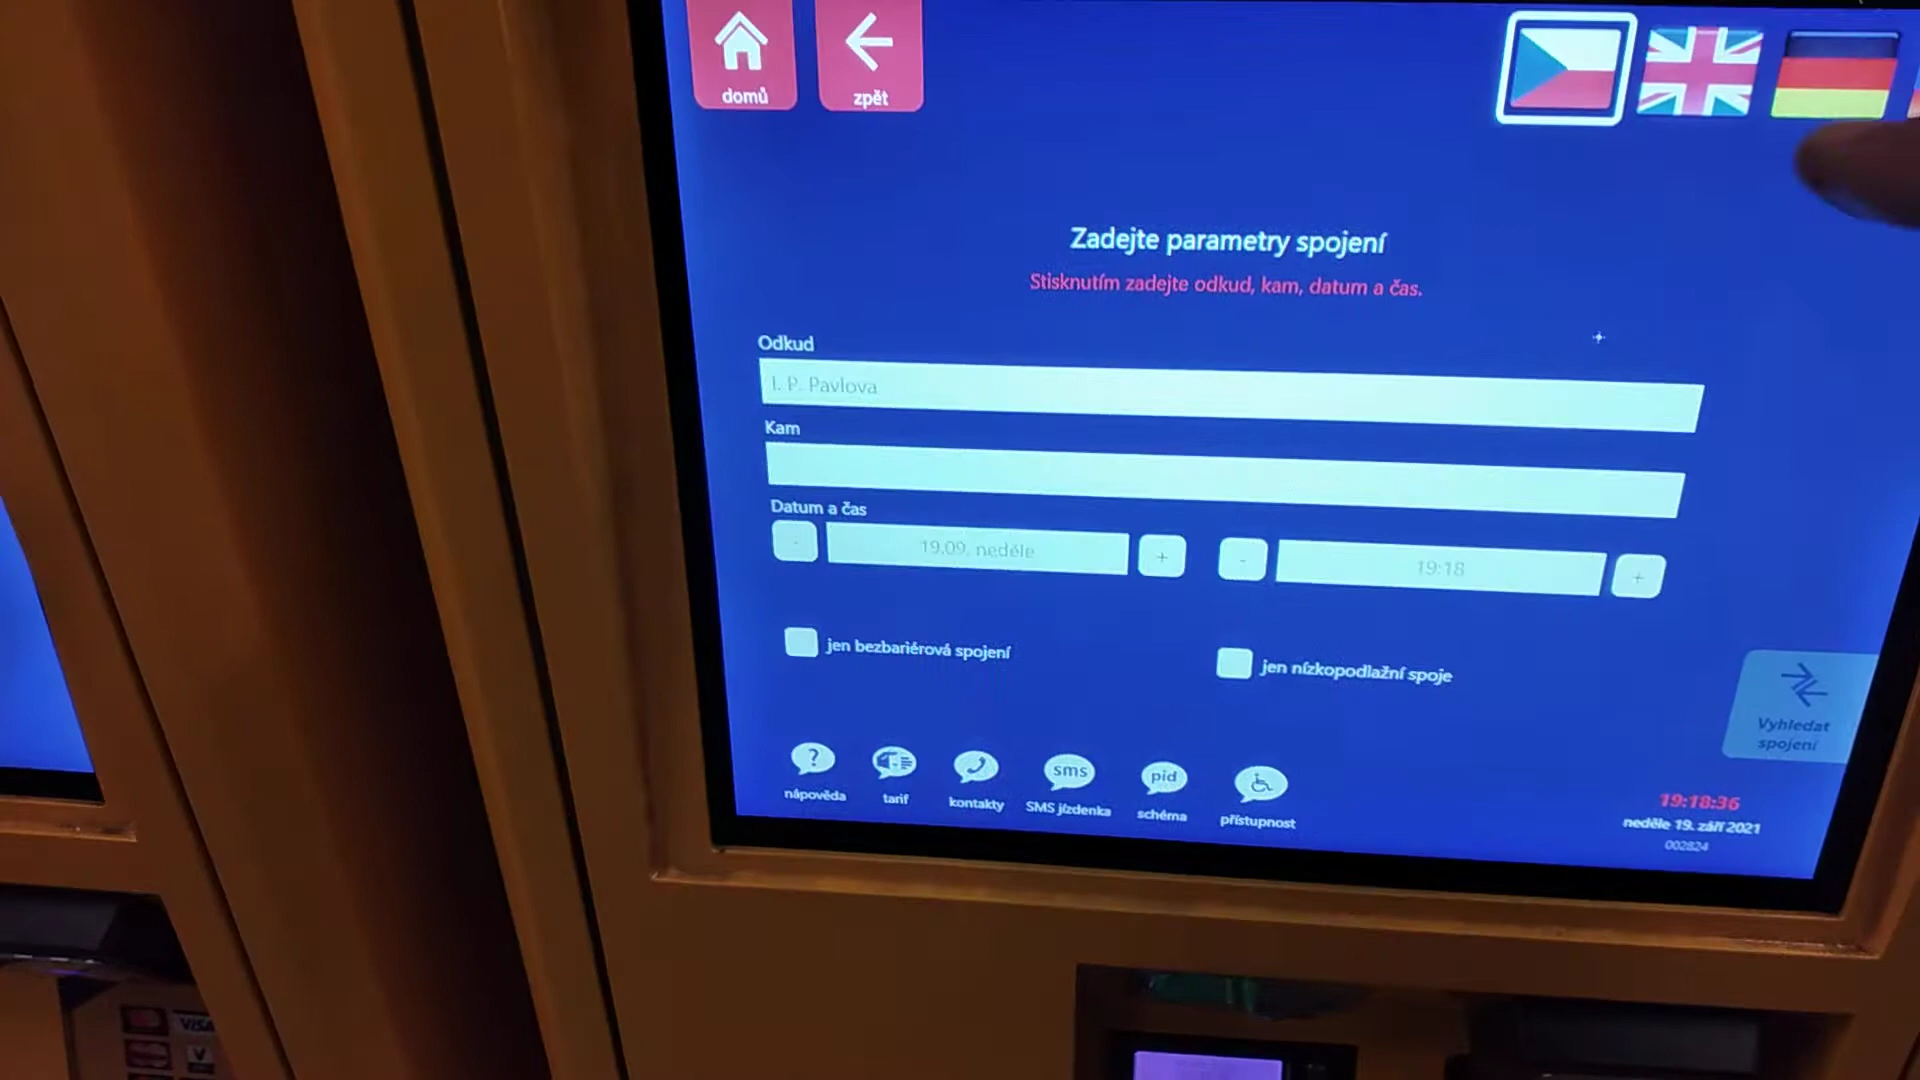 domů
zpět
Zadejte parametry spojení
Stisknutím zadejte odkud, kam, datum a čas.
Odkud
I. P. Pavlova
Kam
Datum a čas
- 19.09. neděle + - 19:18 +
jen bezbariérová spojení
jen nízkopodlažní spoje
Vyhledat
spojení
?
nápověda
tarif
kontakty
sms
SMS jízdenka
pid
schéma
přístupnost
19:18:36
neděle 19. září 2021
002824
VISA
V